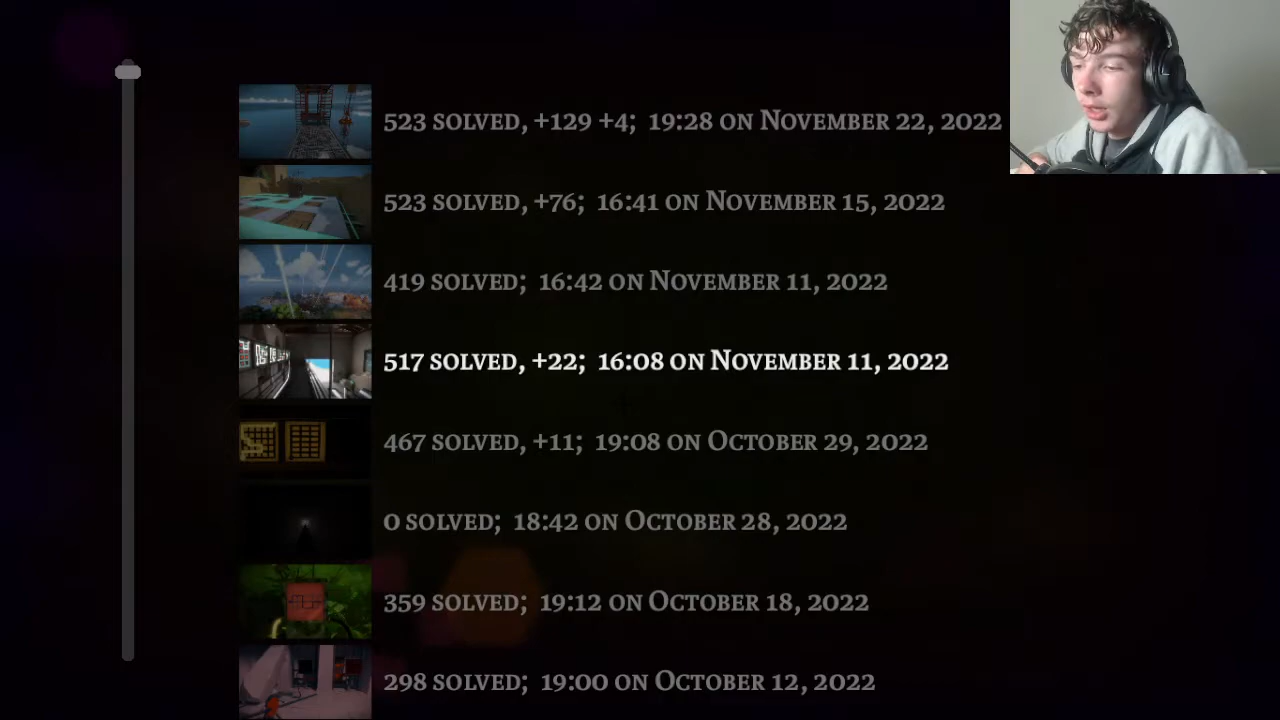 523 SOLVED, +129 +4; 19:28 ON NOVEMBER 22, 2022
523 SOLVED, +76; 16:41 ON NOVEMBER 15, 2022
419 SOLVED; 16:42 ON NOVEMBER 11, 2022
517 SOLVED, +22; 16:08 ON NOVEMBER 11, 2022
467 SOLVED, +11; 19:08 ON OCTOBER 29, 2022
0 SOLVED; 18:42 ON OCTOBER 28, 2022
359 SOLVED; 19:12 ON OCTOBER 18, 2022
298 SOLVED; 19:00 ON OCTOBER 12, 2022